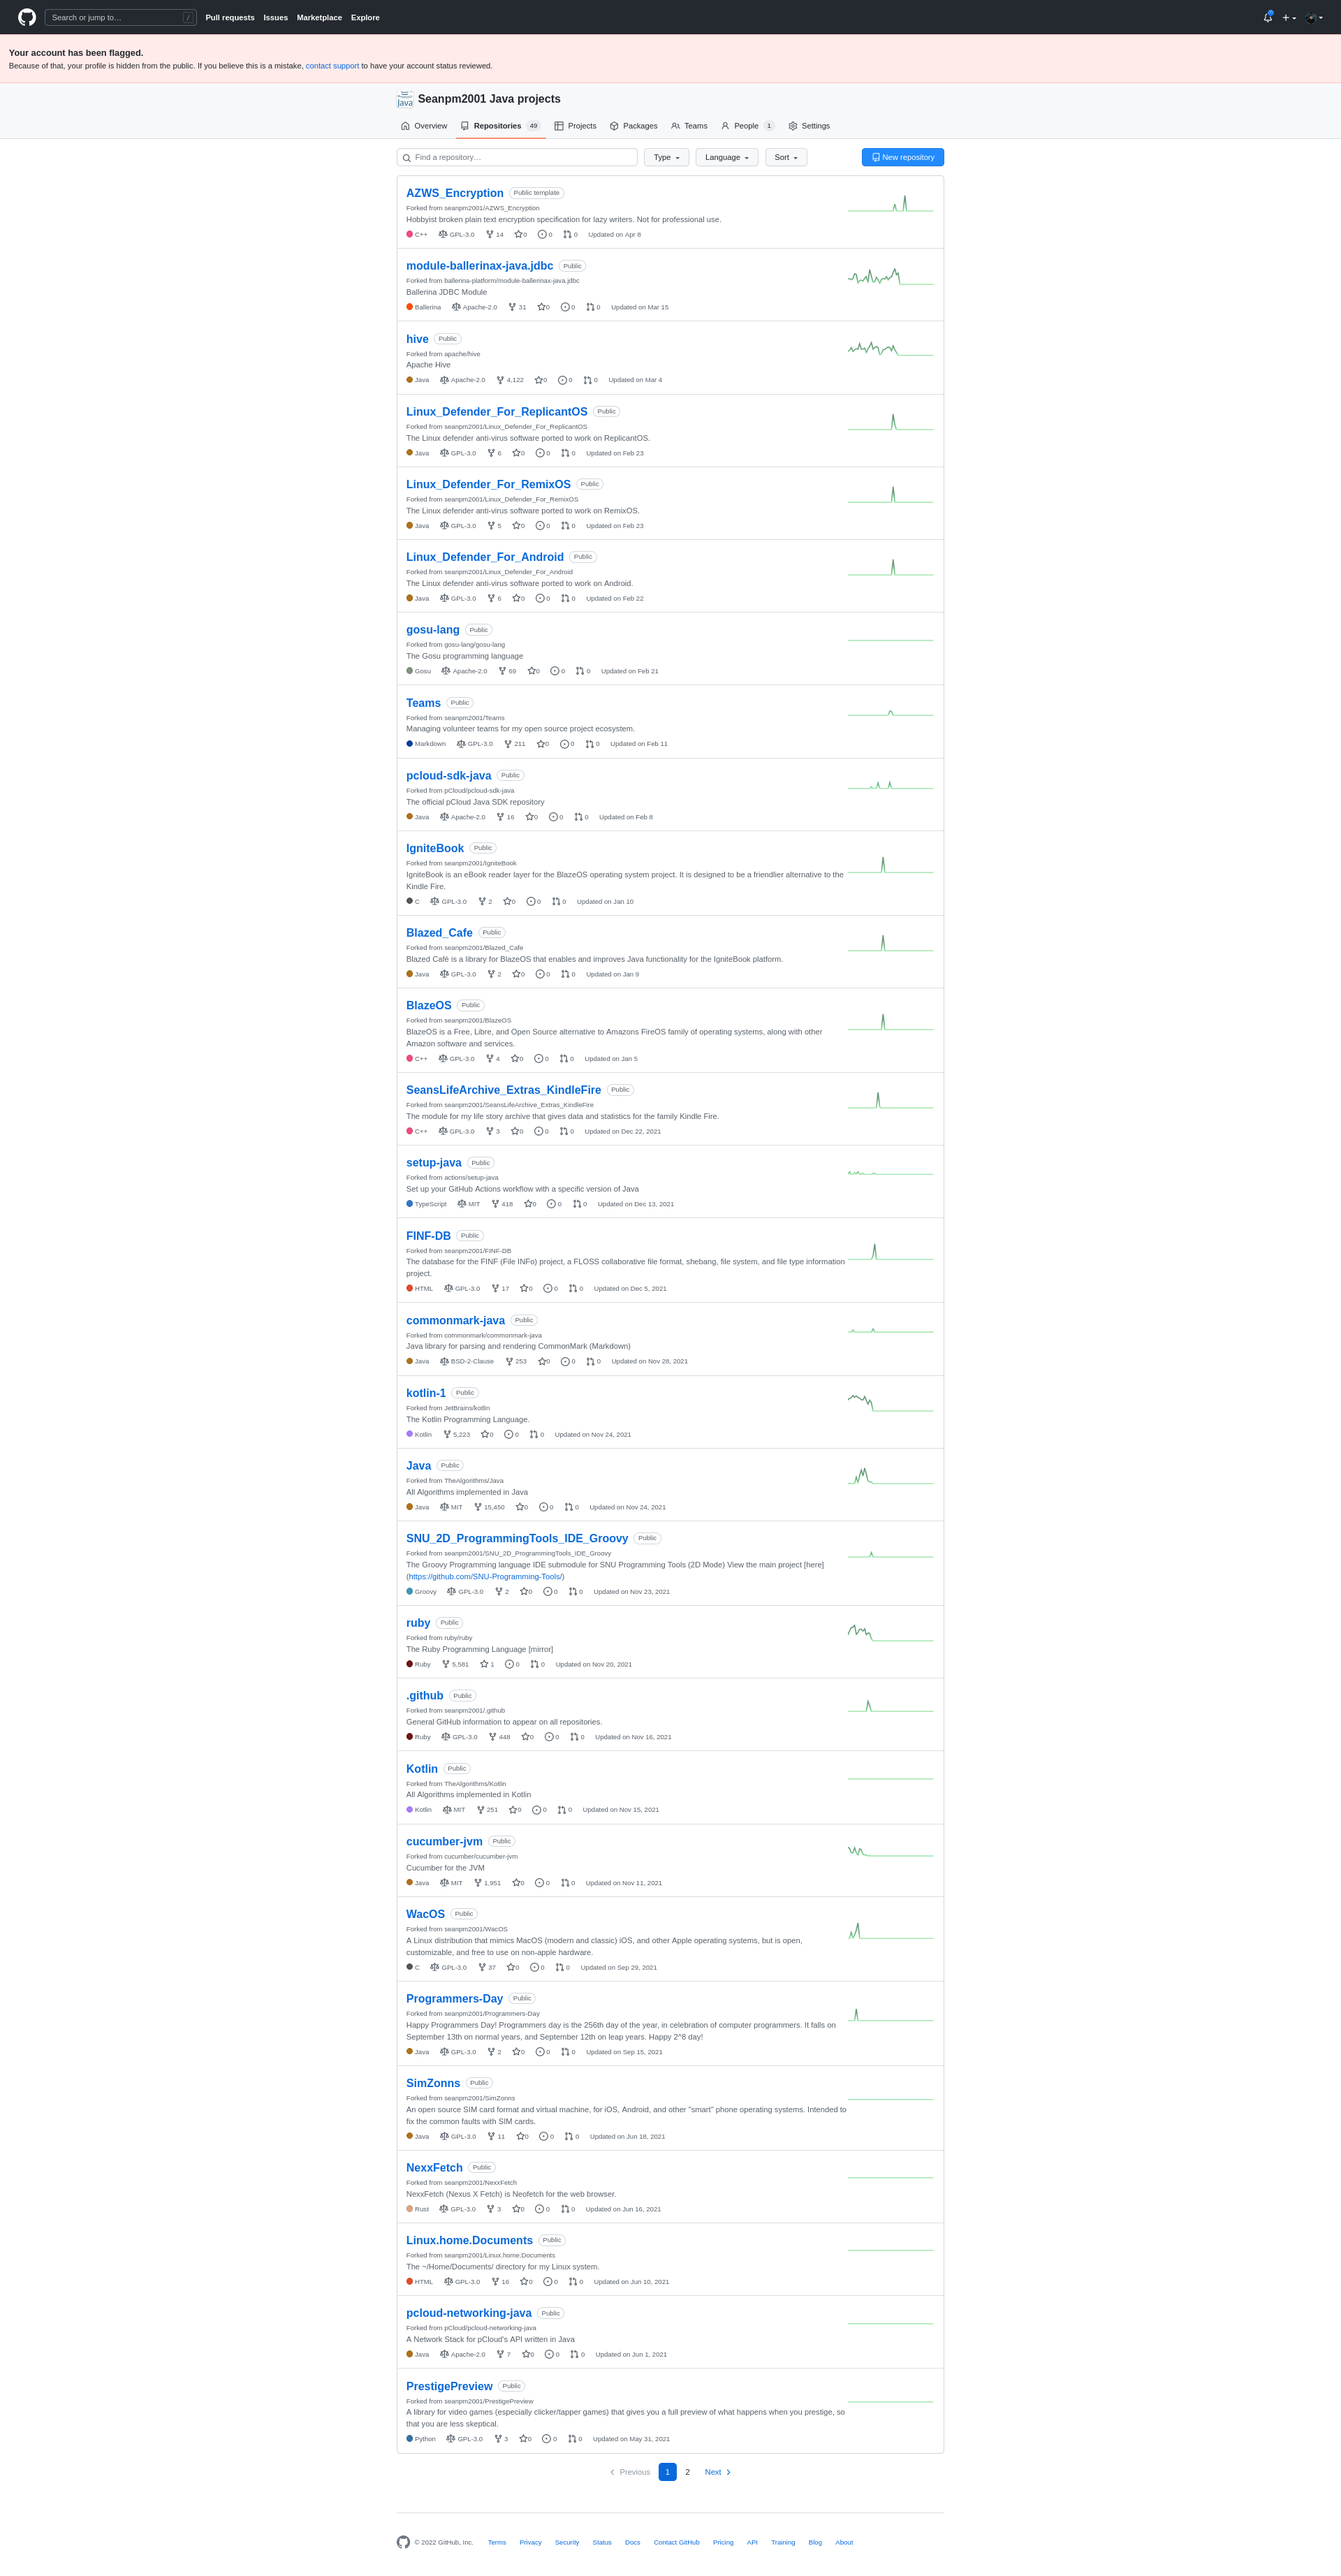 Search or jump to… /
Pull requests Issues Marketplace Explore
Your account has been flagged.
Because of that, your profile is hidden from the public. If you believe this is a mistake, contact support to have your account status reviewed.
Java Seanpm2001 Java projects
Overview Repositories 49 Projects Packages Teams People 1 Settings
Find a repository… Type Language Sort New repository
AZWS_Encryption Public template
Forked from seanpm2001/AZWS_Encryption
Hobbyist broken plain text encryption specification for lazy writers. Not for professional use.
C++ GPL-3.0 14 0 0 0 Updated on Apr 8
module-ballerinax-java.jdbc Public
Forked from ballerina-platform/module-ballerinax-java.jdbc
Ballerina JDBC Module
Ballerina Apache-2.0 31 0 0 0 Updated on Mar 15
hive Public
Forked from apache/hive
Apache Hive
Java Apache-2.0 4,122 0 0 0 Updated on Mar 4
Linux_Defender_For_ReplicantOS Public
Forked from seanpm2001/Linux_Defender_For_ReplicantOS
The Linux defender anti-virus software ported to work on ReplicantOS.
Java GPL-3.0 6 0 0 0 Updated on Feb 23
Linux_Defender_For_RemixOS Public
Forked from seanpm2001/Linux_Defender_For_RemixOS
The Linux defender anti-virus software ported to work on RemixOS.
Java GPL-3.0 5 0 0 0 Updated on Feb 23
Linux_Defender_For_Android Public
Forked from seanpm2001/Linux_Defender_For_Android
The Linux defender anti-virus software ported to work on Android.
Java GPL-3.0 6 0 0 0 Updated on Feb 22
gosu-lang Public
Forked from gosu-lang/gosu-lang
The Gosu programming language
Gosu Apache-2.0 69 0 0 0 Updated on Feb 21
Teams Public
Forked from seanpm2001/Teams
Managing volunteer teams for my open source project ecosystem.
Markdown GPL-3.0 211 0 0 0 Updated on Feb 11
pcloud-sdk-java Public
Forked from pCloud/pcloud-sdk-java
The official pCloud Java SDK repository
Java Apache-2.0 16 0 0 0 Updated on Feb 8
IgniteBook Public
Forked from seanpm2001/IgniteBook
IgniteBook is an eBook reader layer for the BlazeOS operating system project. It is designed to be a friendlier alternative to the
Kindle Fire.
C GPL-3.0 2 0 0 0 Updated on Jan 10
Blazed_Cafe Public
Forked from seanpm2001/Blazed_Cafe
Blazed Café is a library for BlazeOS that enables and improves Java functionality for the IgniteBook platform.
Java GPL-3.0 2 0 0 0 Updated on Jan 9
BlazeOS Public
Forked from seanpm2001/BlazeOS
BlazeOS is a Free, Libre, and Open Source alternative to Amazons FireOS family of operating systems, along with other
Amazon software and services.
C++ GPL-3.0 4 0 0 0 Updated on Jan 5
SeansLifeArchive_Extras_KindleFire Public
Forked from seanpm2001/SeansLifeArchive_Extras_KindleFire
The module for my life story archive that gives data and statistics for the family Kindle Fire.
C++ GPL-3.0 3 0 0 0 Updated on Dec 22, 2021
setup-java Public
Forked from actions/setup-java
Set up your GitHub Actions workflow with a specific version of Java
TypeScript MIT 418 0 0 0 Updated on Dec 13, 2021
FINF-DB Public
Forked from seanpm2001/FINF-DB
The database for the FINF (File INFo) project, a FLOSS collaborative file format, shebang, file system, and file type information
project.
HTML GPL-3.0 17 0 0 0 Updated on Dec 5, 2021
commonmark-java Public
Forked from commonmark/commonmark-java
Java library for parsing and rendering CommonMark (Markdown)
Java BSD-2-Clause 253 0 0 0 Updated on Nov 28, 2021
kotlin-1 Public
Forked from JetBrains/kotlin
The Kotlin Programming Language.
Kotlin 5,223 0 0 0 Updated on Nov 24, 2021
Java Public
Forked from TheAlgorithms/Java
All Algorithms implemented in Java
Java MIT 15,450 0 0 0 Updated on Nov 24, 2021
SNU_2D_ProgrammingTools_IDE_Groovy Public
Forked from seanpm2001/SNU_2D_ProgrammingTools_IDE_Groovy
The Groovy Programming language IDE submodule for SNU Programming Tools (2D Mode) View the main project [here]
(https://github.com/SNU-Programming-Tools/)
Groovy GPL-3.0 2 0 0 0 Updated on Nov 23, 2021
ruby Public
Forked from ruby/ruby
The Ruby Programming Language [mirror]
Ruby 5,581 1 0 0 Updated on Nov 20, 2021
.github Public
Forked from seanpm2001/.github
General GitHub information to appear on all repositories.
Ruby GPL-3.0 448 0 0 0 Updated on Nov 16, 2021
Kotlin Public
Forked from TheAlgorithms/Kotlin
All Algorithms implemented in Kotlin
Kotlin MIT 251 0 0 0 Updated on Nov 15, 2021
cucumber-jvm Public
Forked from cucumber/cucumber-jvm
Cucumber for the JVM
Java MIT 1,951 0 0 0 Updated on Nov 11, 2021
WacOS Public
Forked from seanpm2001/WacOS
A Linux distribution that mimics MacOS (modern and classic) iOS, and other Apple operating systems, but is open,
customizable, and free to use on non-apple hardware.
C GPL-3.0 37 0 0 0 Updated on Sep 29, 2021
Programmers-Day Public
Forked from seanpm2001/Programmers-Day
Happy Programmers Day! Programmers day is the 256th day of the year, in celebration of computer programmers. It falls on
September 13th on normal years, and September 12th on leap years. Happy 2^8 day!
Java GPL-3.0 2 0 0 0 Updated on Sep 15, 2021
SimZonns Public
Forked from seanpm2001/SimZonns
An open source SIM card format and virtual machine, for iOS, Android, and other "smart" phone operating systems. Intended to
fix the common faults with SIM cards.
Java GPL-3.0 11 0 0 0 Updated on Jun 18, 2021
NexxFetch Public
Forked from seanpm2001/NexxFetch
NexxFetch (Nexus X Fetch) is Neofetch for the web browser.
Rust GPL-3.0 3 0 0 0 Updated on Jun 16, 2021
Linux.home.Documents Public
Forked from seanpm2001/Linux.home.Documents
The ~/Home/Documents/ directory for my Linux system.
HTML GPL-3.0 16 0 0 0 Updated on Jun 10, 2021
pcloud-networking-java Public
Forked from pCloud/pcloud-networking-java
A Network Stack for pCloud's API written in Java
Java Apache-2.0 7 0 0 0 Updated on Jun 1, 2021
PrestigePreview Public
Forked from seanpm2001/PrestigePreview
A library for video games (especially clicker/tapper games) that gives you a full preview of what happens when you prestige, so
that you are less skeptical.
Python GPL-3.0 3 0 0 0 Updated on May 31, 2021
Previous 1 2 Next
© 2022 GitHub, Inc. Terms Privacy Security Status Docs Contact GitHub Pricing API Training Blog About